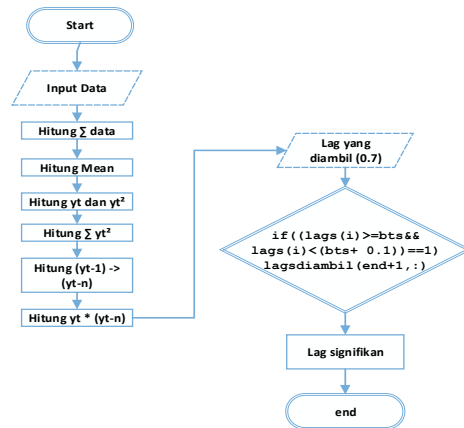 Start
Input Data
Hitung ∑ data
Hitung Mean
Hitung yt dan yt²
Hitung ∑ yt²
Hitung (yt-1) ->
(yt-n)
Hitung yt * (yt-n)
Lag yang
diambil (0.7)
if((lags(i)>=bts&&
lags(i)<(bts+ 0.1))==1)
lagsdiambil(end+1,:)
Lag signifikan
end